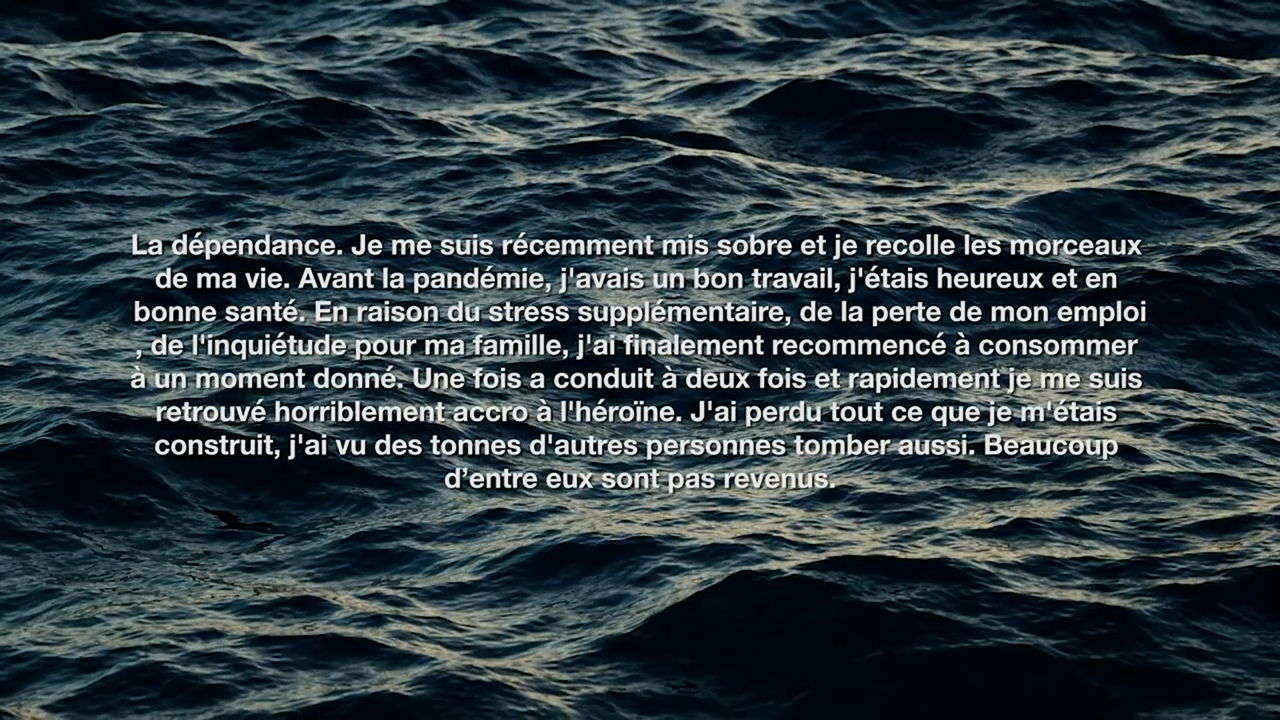 La dépendance. Je me suis récemment mis sobre et je recolle les morceaux
de ma vie. Avant la pandémie, j'avais un bon travail, j'étais heureux et en
bonne santé. En raison du stress supplémentaire, de la perte de mon emploi
, de l'inquiétude pour ma famille, j'ai finalement recommencé à consommer
à un moment donné. Une fois a conduit à deux fois et rapidement je me suis
retrouvé horriblement accro à l'héroïne. J'ai perdu tout ce que je m'étais
construit, j'ai vu des tonnes d'autres personnes tomber aussi. Beaucoup
d’entre eux sont pas revenus.